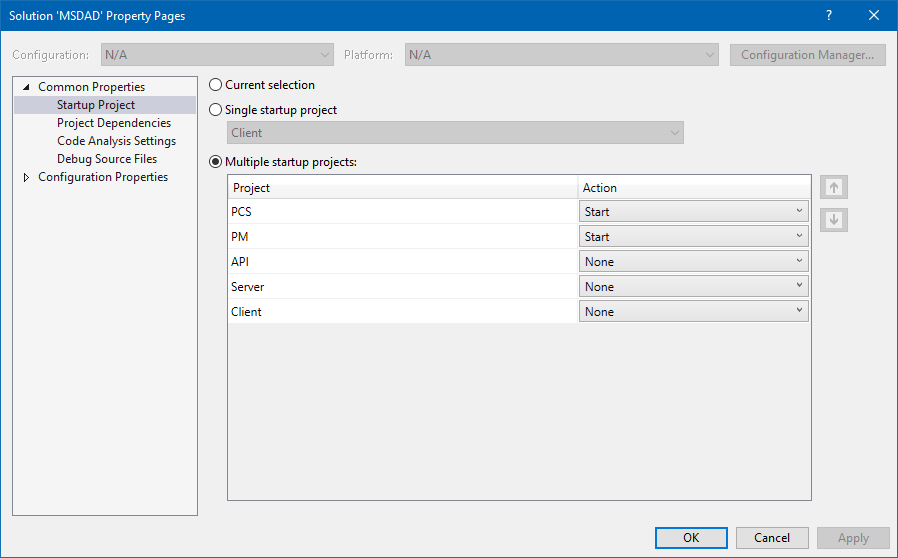 Solution 'MSDAD' Property Pages
?
Configuration: N/A Platform: N/A Configuration Manager...
Common Properties
Startup Project
Project Dependencies
Code Analysis Settings
Debug Source Files
Configuration Properties
Current selection
Single startup project
Client
Multiple startup projects:
Project Action
PCS Start
PM Start
API None
Server None
Client None
OK Cancel Apply